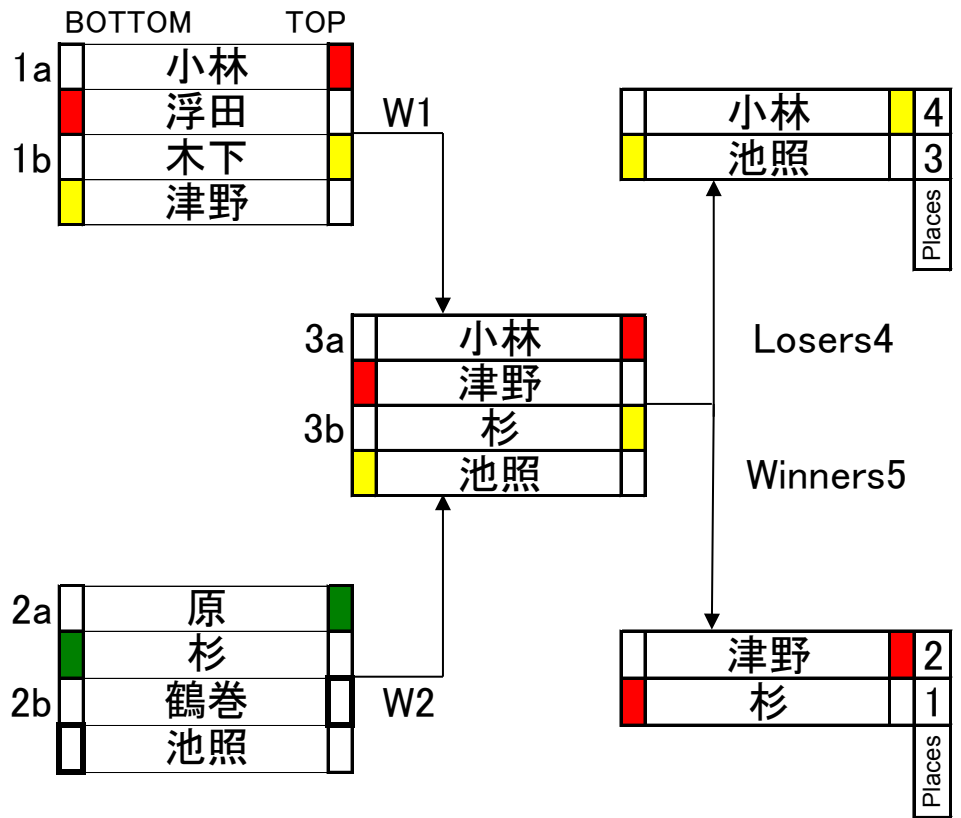 BOTTOM TOP
1a 小林
浮田
1b 木下
津野
W1
小林 4
池照 3
Places
3a 小林
津野
3b 杉
池照
Losers4
Winners5
2a 原
杉
2b 鶴巻
池照
W2
津野 2
杉 1
Places